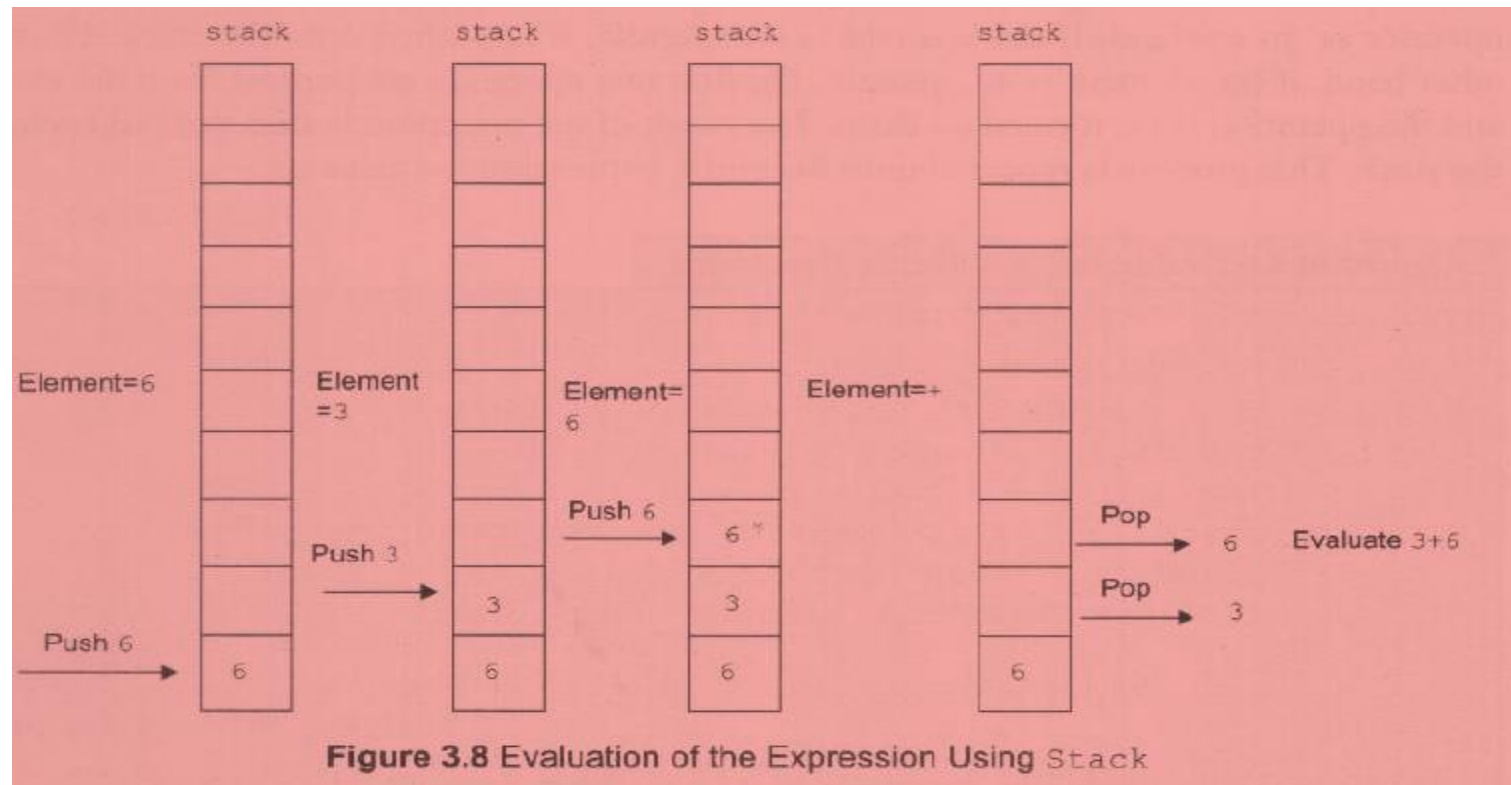 stack stack stack stack
Element=6
Element
=3
Element=
6
Element=+
Push 6
6
Push 3
3
6
Push 6
6
3
6
6
Pop
6
Evaluate 3+6
Pop
3
Figure 3.8 Evaluation of the Expression Using Stack